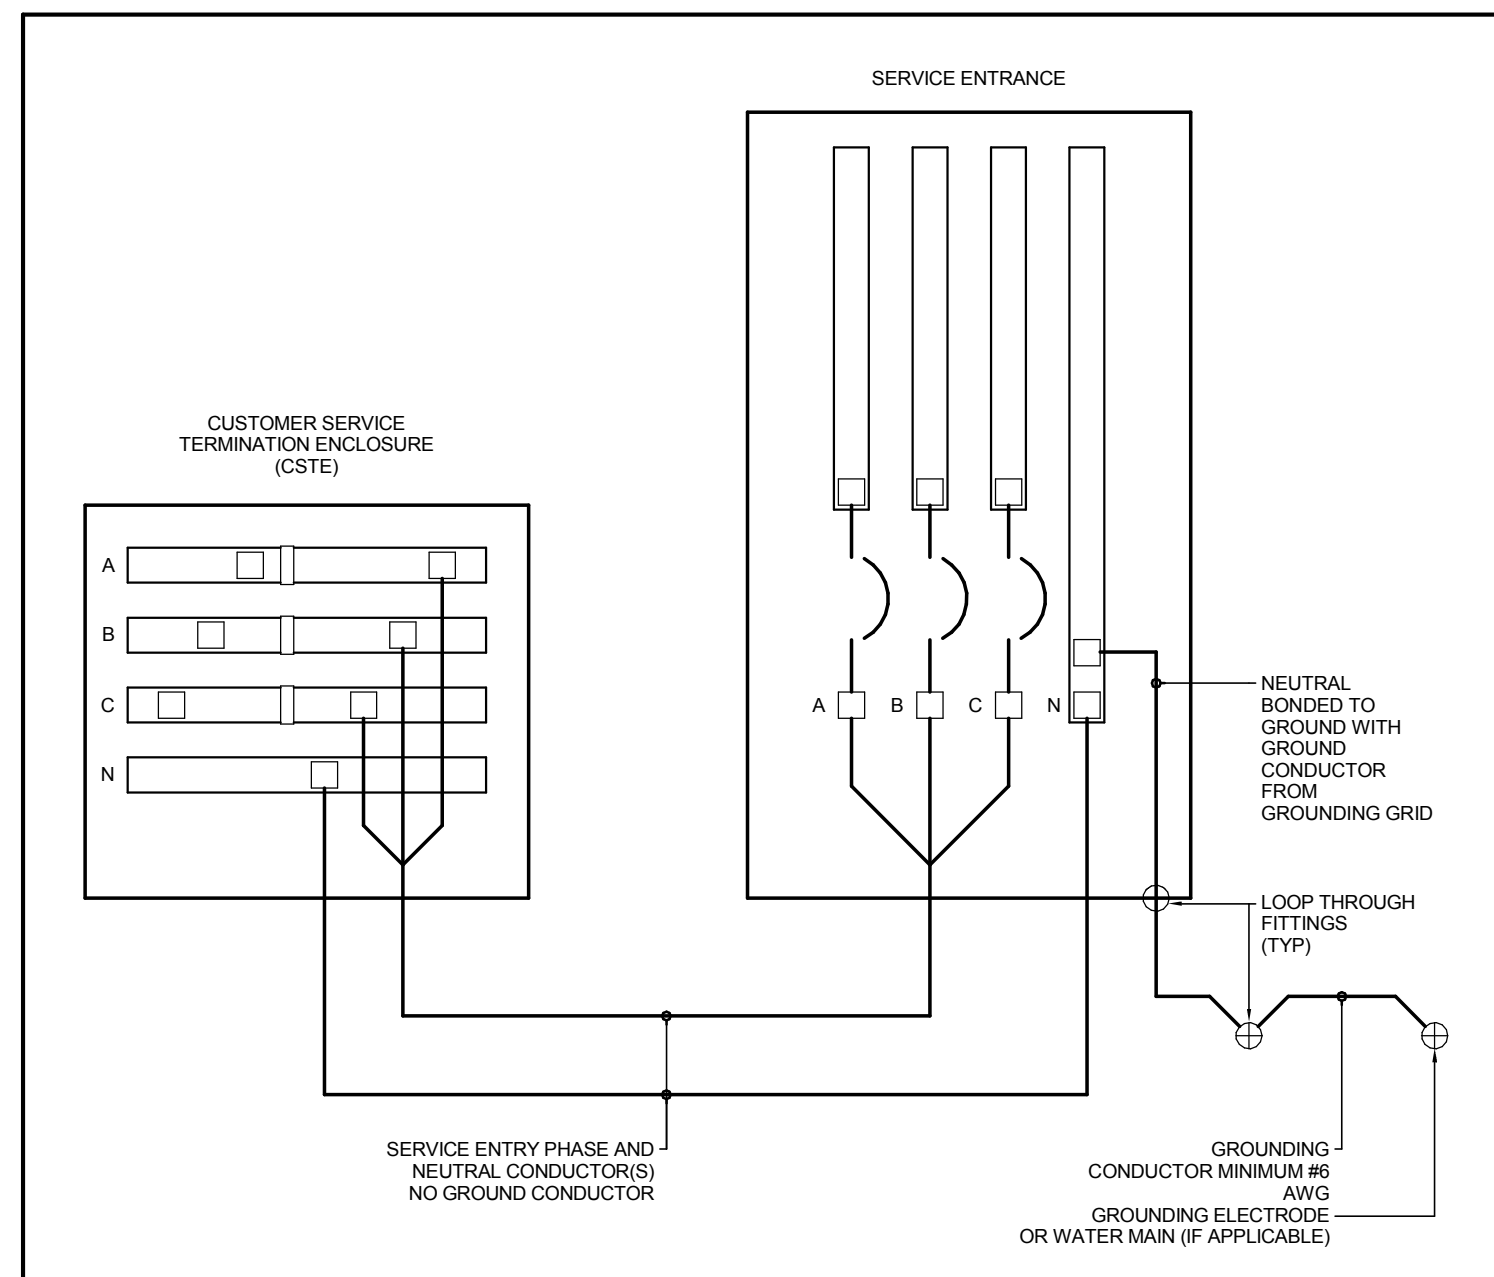 SERVICE ENTRANCE
CUSTOMER SERVICE
TERMINATION ENCLOSURE
(CSTE)
A
B
C
N
A
B
C
N
NEUTRAL
BONDED TO
GROUND WITH
GROUND
CONDUCTOR
FROM
GROUNDING GRID
LOOP THROUGH
FITTINGS
(TYP)
SERVICE ENTRY PHASE AND
NEUTRAL CONDUCTOR(S)
NO GROUND CONDUCTOR
GROUNDING
CONDUCTOR MINIMUM #6
AWG
GROUNDING ELECTRODE
OR WATER MAIN (IF APPLICABLE)